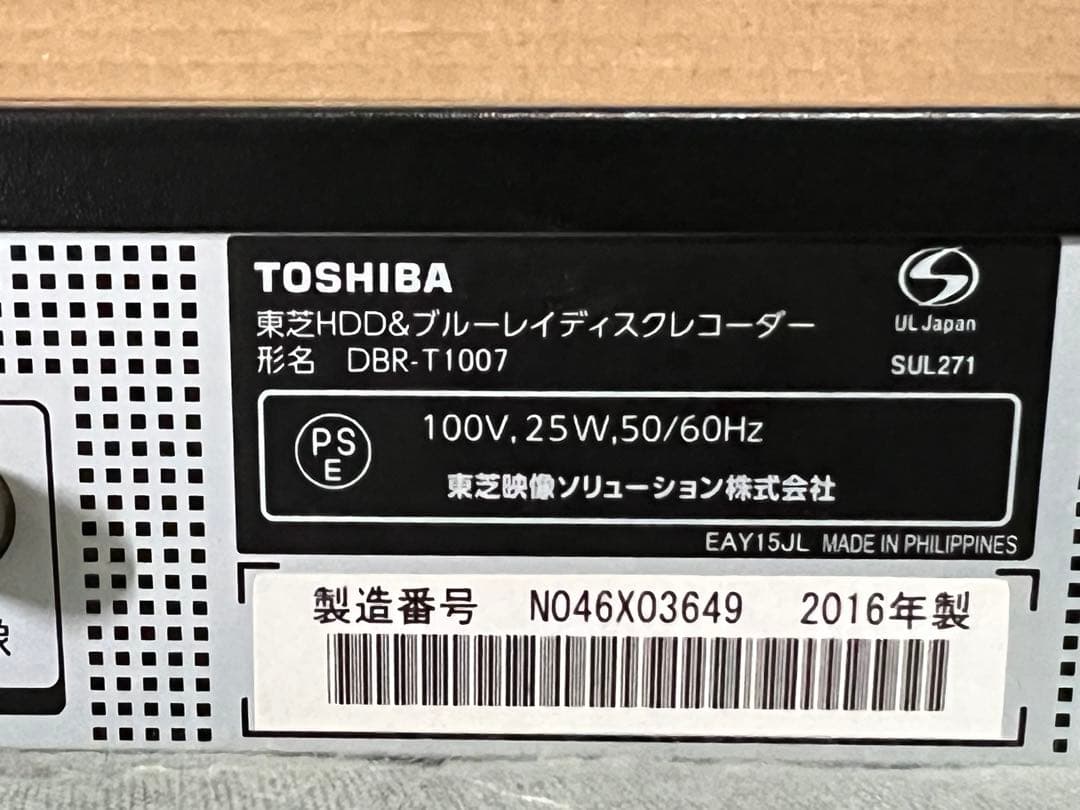 TOSHIBA
東芝HDD&ブルーレイディスクレコーダー
形名 DBR-T1007
UL Japan
SUL271
PSE
100V,25W,50/60Hz
東芝映像ソリューション株式会社
EAY15JL MADE IN PHILIPPINES
製造番号 N046X03649 2016年製